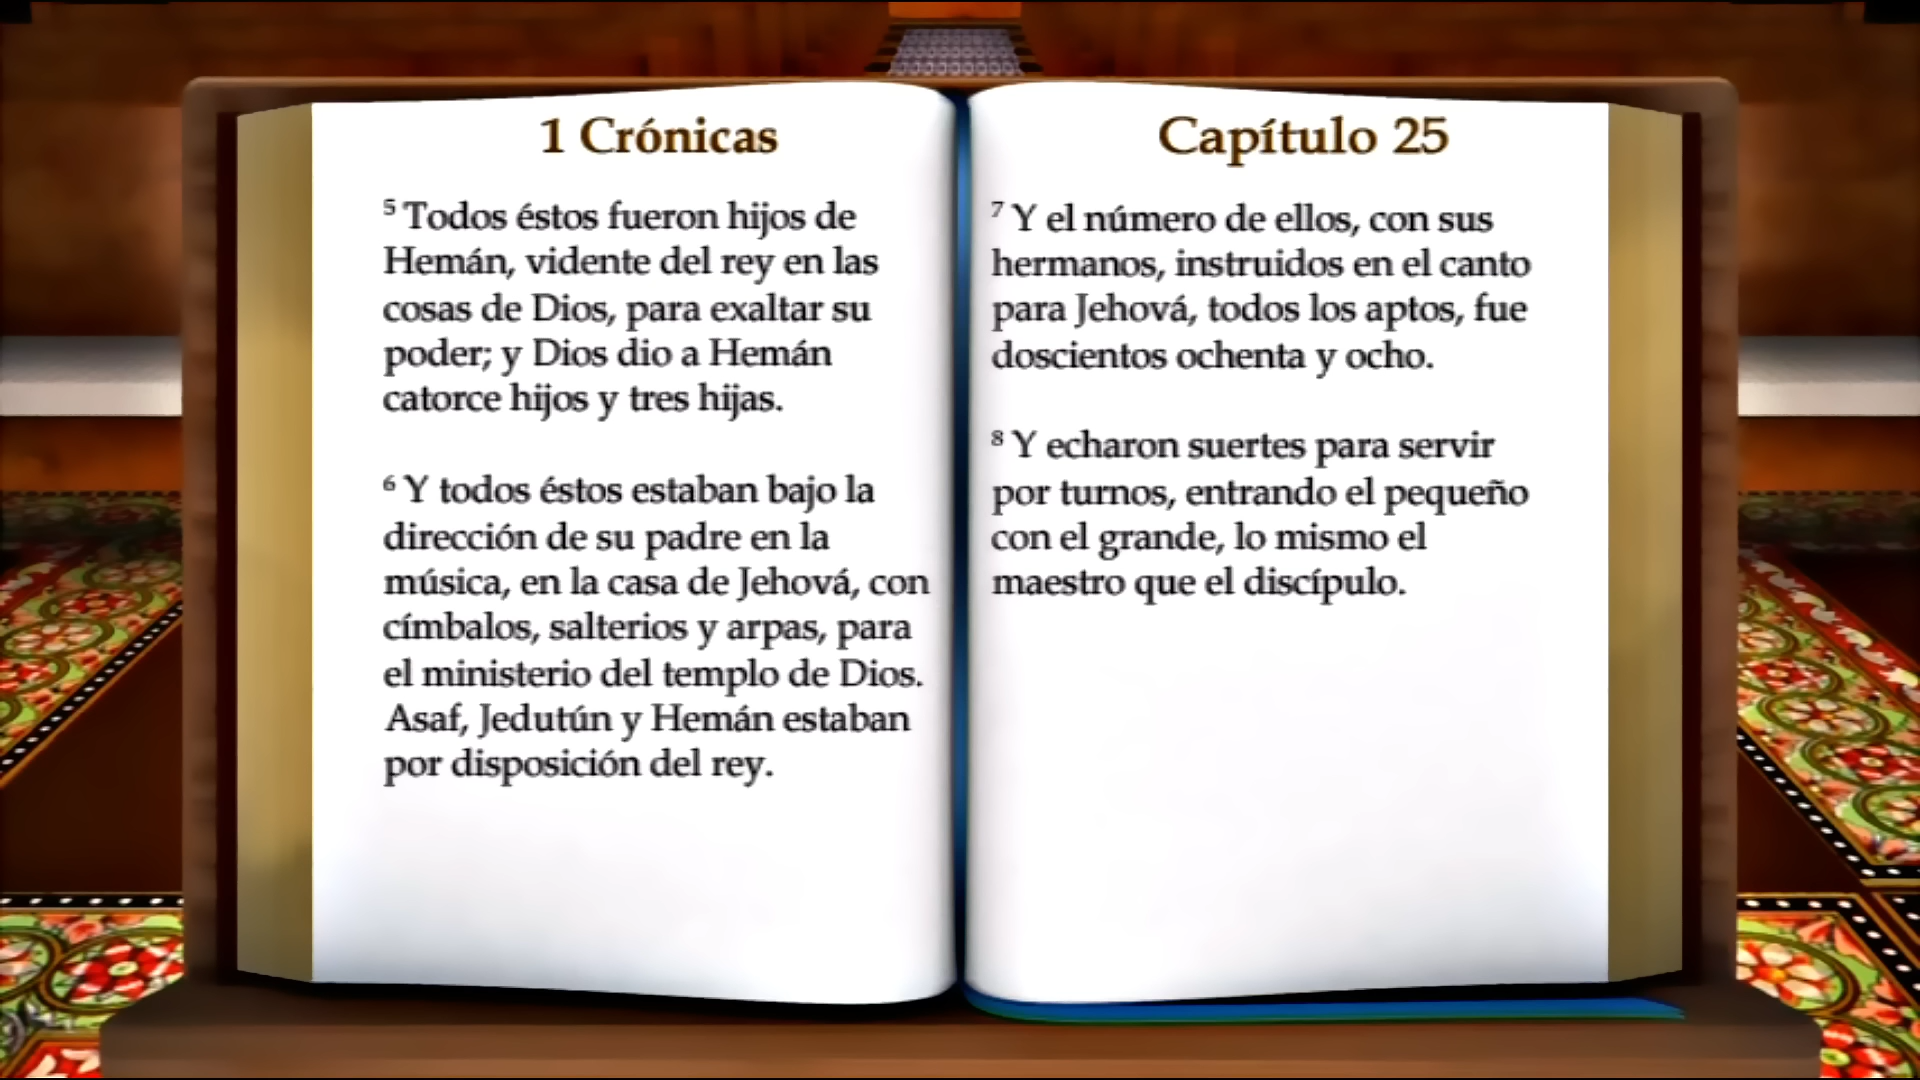 1 Crónicas
5 Todos éstos fueron hijos de
Hemán, vidente del rey en las
cosas de Dios, para exaltar su
poder; y Dios dio a Hemán
catorce hijos y tres hijas.
6 Y todos éstos estaban bajo la
dirección de su padre en la
música, en la casa de Jehová, con
címbalos, salterios y arpas, para
el ministerio del templo de Dios.
Asaf, Jedutún y Hemán estaban
por disposición del rey.
Capítulo 25
7 Y el número de ellos, con sus
hermanos, instruidos en el canto
para Jehová, todos los aptos, fue
doscientos ochenta y ocho.
8 Y echaron suertes para servir
por turnos, entrando el pequeño
con el grande, lo mismo el
maestro que el discípulo.